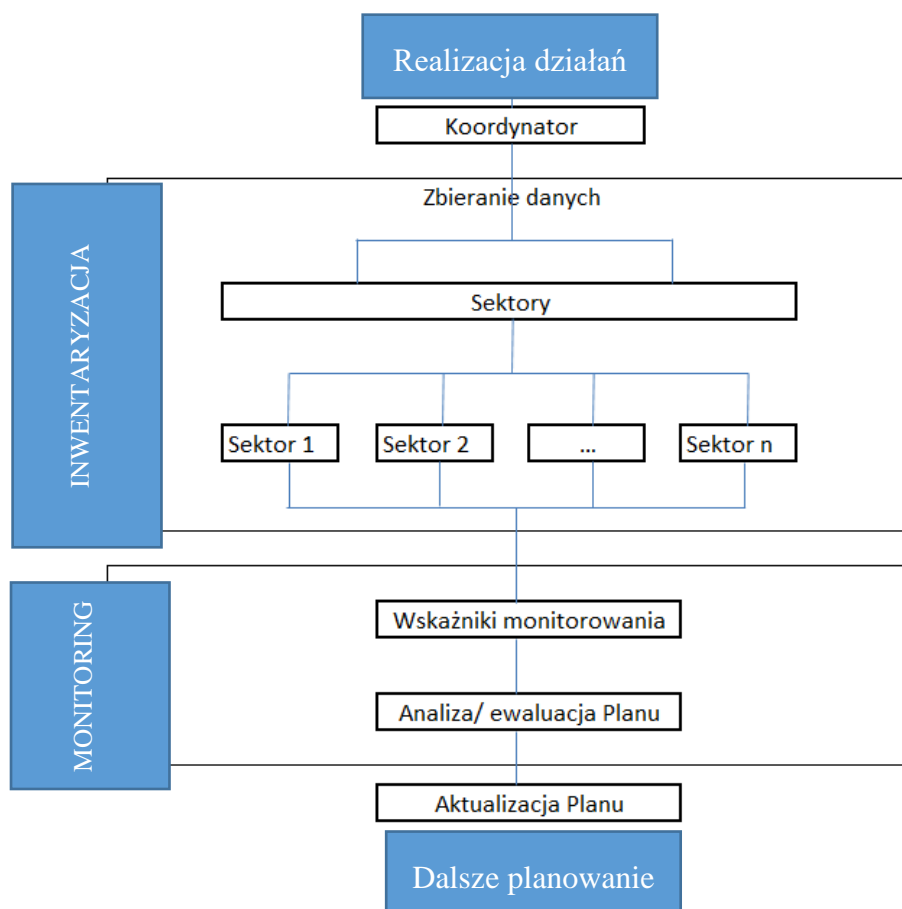 Realizacja działań
Koordynator
INWENTARYZACJA
Zbieranie danych
Sektory
Sektor 1
Sektor 2
...
Sektor n
MONITORING
Wskaźniki monitorowania
Analiza/ ewaluacja Planu
Aktualizacja Planu
Dalsze planowanie